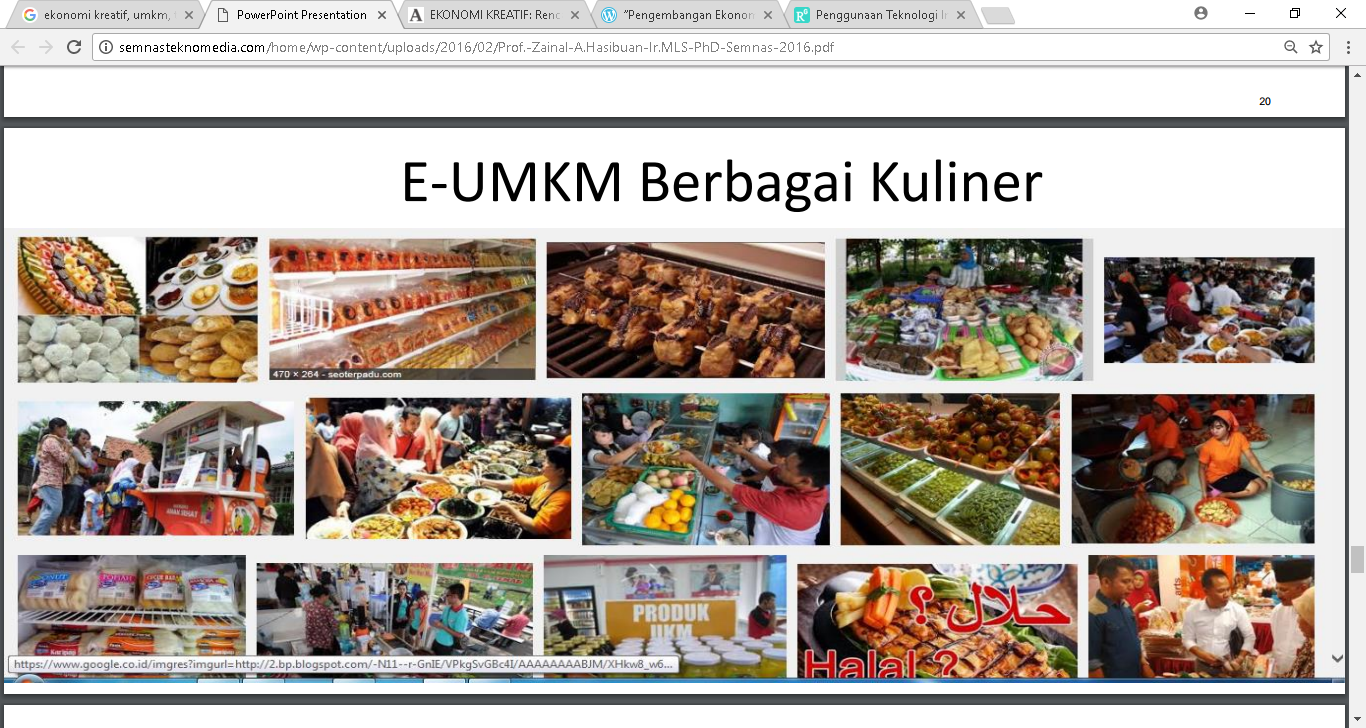 ekonomi kreatif, umkm,
PowerPoint Presentation
EKONOMI KREATIF: Renc
"Pengembangan Ekonom
Penggunaan Teknologi I
semnasteknomedia.com/home/wp-content/uploads/2016/02/Prof.-Zainal-A.Hasibuan-Ir.MLS-PhD-Semnas-2016.pdf
20
E-UMKM Berbagai Kuliner
470 × 264 - seoterpadu.com
PRODUK
UKM
حلال ؟
Halal ?
https://www.google.co.id/imgres?imgurl=http://2.bp.blogspot.com/-N11--r-GnIE/VPkgSvGBc4I/AAAAAAAABJM/XHkw8_w6...